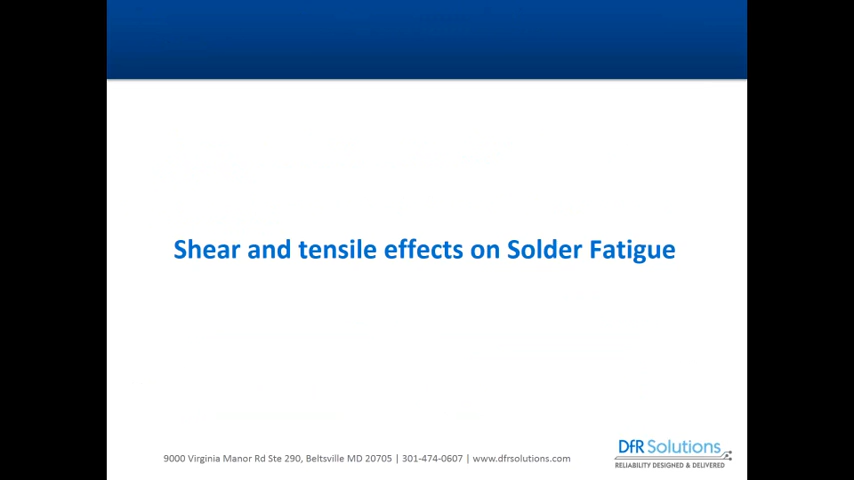 Shear and tensile effects on Solder Fatigue
9000 Virginia Manor Rd Ste 290, Beltsville MD 20705 | 301-474-0607 | www.dfrsolutions.com
DfR Solutions
RELIABILITY DESIGNED & DELIVERED